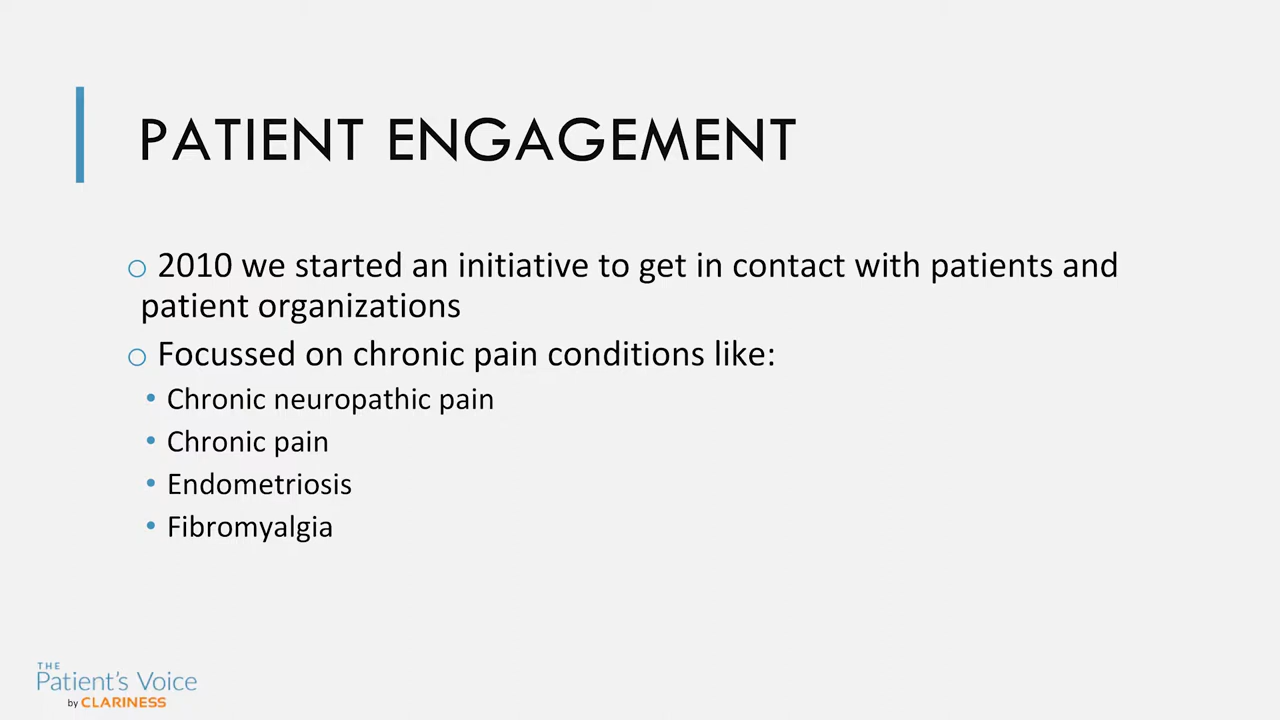 PATIENT ENGAGEMENT
o 2010 we started an initiative to get in contact with patients and
patient organizations
o Focussed on chronic pain conditions like:
• Chronic neuropathic pain
• Chronic pain
• Endometriosis
• Fibromyalgia
THE
Patient's Voice
by CLARINESS